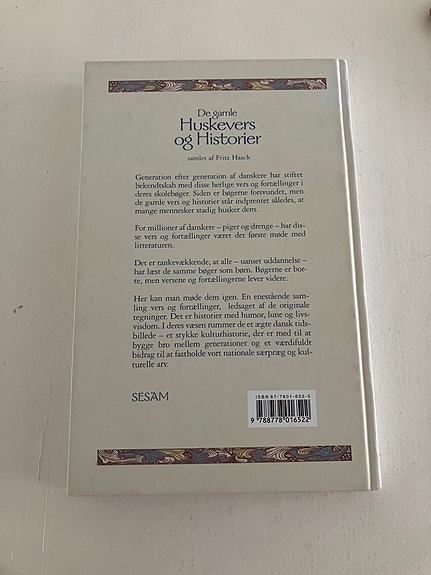 De gamle
Huskevers
og Historier
samlet af Fritz Haack
Generation efter generation af danskere har stiftet
bekendtskab med disse herlige vers og fortællinger i
deres skolebøger. Siden er bøgerne forsvundet, men
de gamle vers og historier står indprentet således, at
mange mennesker stadig husker dem.
For millioner af danskere – piger og drenge – har dis-
se vers og fortællinger været det første møde med
litteraturen.
Det er tankevækkende, at alle – uanset uddannelse –
har læst de samme bøger som børn. Bøgerne er bor-
te, men versene og fortællingerne lever videre.
Her kan man møde dem igen. En enestående sam-
ling vers og fortællinger, ledsaget af de originale
tegninger. Det er historier med humor, lune og livs-
visdom. I deres væsen rummer de et ægte dansk tids-
billede – et stykke kulturhistorie, der er med til at
bygge bro mellem generationer og et værdifuldt
bidrag til at fastholde vort nationale særpræg og kul-
turelle arv.
SESAM
ISBN 87-7801-652-5
9 788778 016522